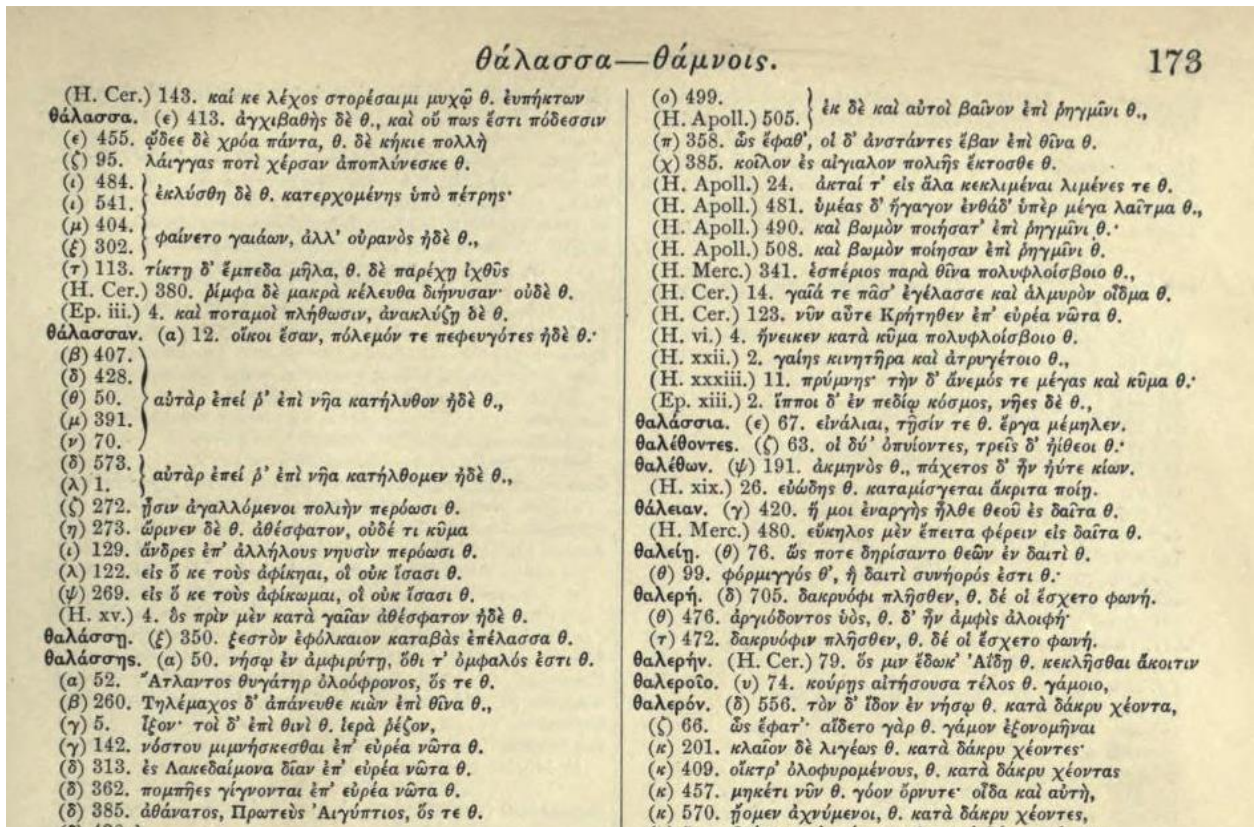 θάλασσα—θάμνοις.
173
(H. Cer.) 143. καί κε λέχος στορέσαιμι μυχῷ θ. ἐυπήκτων
θάλασσα. (ε) 413. ἀγχιβαθὴς δὲ θ., καὶ οὔ πως ἔστι πόδεσσιν
(ε) 455. ᾤδεε δὲ χρόα πάντα, θ. δὲ κήκιε πολλὴ
(ζ) 95. λάιγγας ποτὶ χέρσαν ἀποπλύνεσκε θ.
(ι) 484.
(ι) 541.
ἐκλύσθη δὲ θ. κατερχομένης ὑπὸ πέτρης·
(μ) 404.
(ξ) 302.
φαίνετο γαιάων, ἀλλ' οὐρανὸς ἠδὲ θ.,
(τ) 113. τίκτῃ δ' ἔμπεδα μῆλα, θ. δὲ παρέχῃ ἰχθῦς
(H. Cer.) 380. ῥίμφα δὲ μακρὰ κέλευθα διήνυσαν· οὐδὲ θ.
(Ep. iii.) 4. καὶ ποταμοὶ πλήθωσιν, ἀνακλύζῃ δὲ θ.
θάλασσαν. (α) 12. οἴκοι ἔσαν, πόλεμόν τε πεφευγότες ἠδὲ θ.·
(β) 407.
(δ) 428.
(θ) 50.
(μ) 391.
(ν) 70.
αὐτὰρ ἐπεί ῥ' ἐπὶ νῆα κατήλυθον ἠδὲ θ.,
(δ) 573.
(λ) 1.
αὐτὰρ ἐπεί ῥ' ἐπὶ νῆα κατήλθομεν ἠδὲ θ.,
(ζ) 272. ᾗσιν ἀγαλλόμενοι πολιὴν περόωσι θ.
(η) 273. ὤρινεν δὲ θ. ἀθέσφατον, οὐδέ τι κῦμα
(ι) 129. ἄνδρες ἐπ' ἀλλήλους νηυσὶν περόωσι θ.
(λ) 122. εἰς ὅ κε τοὺς ἀφίκηαι, οἳ οὐκ ἴσασι θ.
(ψ) 269. εἰς ὅ κε τοὺς ἀφίκωμαι, οἳ οὐκ ἴσασι θ.
(H. xv.) 4. ὃς πρὶν μὲν κατὰ γαῖαν ἀθέσφατον ἠδὲ θ.
θαλάσσῃ. (ξ) 350. ξεστὸν ἐφόλκαιον καταβὰς ἐπέλασσα θ.
θαλάσσης. (α) 50. νήσῳ ἐν ἀμφιρύτῃ, ὅθι τ' ὀμφαλός ἐστι θ.
(α) 52. Ἄτλαντος θυγάτηρ ὀλοόφρονος, ὅς τε θ.
(β) 260. Τηλέμαχος δ' ἀπάνευθε κιὼν ἐπὶ θῖνα θ.,
(γ) 5. ἷξον· τοὶ δ' ἐπὶ θινὶ θ. ἱερὰ ῥέζον,
(γ) 142. νόστου μιμνήσκεσθαι ἐπ' εὐρέα νῶτα θ.
(δ) 313. ἐς Λακεδαίμονα δῖαν ἐπ' εὐρέα νῶτα θ.
(δ) 362. πομπῆες γίγνονται ἐπ' εὐρέα νῶτα θ.
(δ) 385. ἀθάνατος, Πρωτεὺς Αἰγύπτιος, ὅς τε θ.
(ο) 499.
(H. Apoll.) 505.
ἐκ δὲ καὶ αὐτοὶ βαῖνον ἐπὶ ῥηγμῖνι θ.,
(π) 358. ὣς ἔφαθ', οἱ δ' ἀνστάντες ἔβαν ἐπὶ θῖνα θ.
(χ) 385. κοῖλον ἐς αἰγιαλὸν πολιῆς ἔκτοσθε θ.
(H. Apoll.) 24. ἀκταί τ' εἰς ἅλα κεκλιμέναι λιμένες τε θ.
(H. Apoll.) 481. ὑμέας δ' ἤγαγον ἐνθάδ' ὑπὲρ μέγα λαῖτμα θ.,
(H. Apoll.) 490. καὶ βωμὸν ποιήσατ' ἐπὶ ῥηγμῖνι θ.·
(H. Apoll.) 508. καὶ βωμὸν ποίησαν ἐπὶ ῥηγμῖνι θ.
(H. Merc.) 341. ἑσπέριος παρὰ θῖνα πολυφλοίσβοιο θ.,
(H. Cer.) 14. γαῖά τε πᾶσ' ἐγέλασσε καὶ ἁλμυρὸν οἶδμα θ.
(H. Cer.) 123. νῦν αὖτε Κρήτηθεν ἐπ' εὐρέα νῶτα θ.
(H. vi.) 4. ἤνεικεν κατὰ κῦμα πολυφλοίσβοιο θ.
(H. xxii.) 2. γαίης κινητῆρα καὶ ἀτρυγέτοιο θ.,
(H. xxxiii.) 11. πρύμνης· τὴν δ' ἄνεμός τε μέγας καὶ κῦμα θ.·
(Ep. xiii.) 2. ἵπποι δ' ἐν πεδίῳ κόσμος, νῆες δὲ θ.,
θαλάσσια. (ε) 67. εἰνάλιαι, τῇσίν τε θ. ἔργα μέμηλεν.
θαλέθοντες. (ζ) 63. οἱ δύ' ὀπυίοντες, τρεῖς δ' ἠίθεοι θ.·
θαλέθων. (ψ) 191. ἀκμηνὸς θ., πάχετος δ' ἦν ἠύτε κίων.
(H. xix.) 26. εὐώδης θ. καταμίσγεται ἄκριτα ποίῃ.
θάλειαν. (γ) 420. ἥ μοι ἐναργὴς ἦλθε θεοῦ ἐς δαῖτα θ.
(H. Merc.) 480. εὔκηλος μὲν ἔπειτα φέρειν εἰς δαῖτα θ.
θαλείῃ. (θ) 76. ὥς ποτε δηρίσαντο θεῶν ἐν δαιτὶ θ.
(θ) 99. φόρμιγγός θ', ἣ δαιτὶ συνήορός ἐστι θ.·
θαλερή. (δ) 705. δακρυόφι πλῆσθεν, θ. δέ οἱ ἔσχετο φωνή.
(θ) 476. ἀργιόδοντος ὑὸς, θ. δ' ἦν ἀμφὶς ἀλοιφή·
(τ) 472. δακρυόφιν πλῆσθεν, θ. δέ οἱ ἔσχετο φωνή.
θαλερήν. (H. Cer.) 79. ὅς μιν ἔδωκ' Ἀΐδῃ θ. κεκλῆσθαι ἄκοιτιν
θαλεροῖο. (υ) 74. κούρῃς αἰτήσουσα τέλος θ. γάμοιο,
θαλερόν. (δ) 556. τὸν δ' ἴδον ἐν νήσῳ θ. κατὰ δάκρυ χέοντα,
(ζ) 66. ὣς ἔφατ'· αἴδετο γὰρ θ. γάμον ἐξονομῆναι
(κ) 201. κλαῖον δὲ λιγέως θ. κατὰ δάκρυ χέοντες·
(κ) 409. οἴκτρ' ὀλοφυρομένους, θ. κατὰ δάκρυ χέοντας
(κ) 457. μηκέτι νῦν θ. γόον ὄρνυτε· οἶδα καὶ αὐτὴ,
(κ) 570. ᾔομεν ἀχνύμενοι, θ. κατὰ δάκρυ χέοντες,